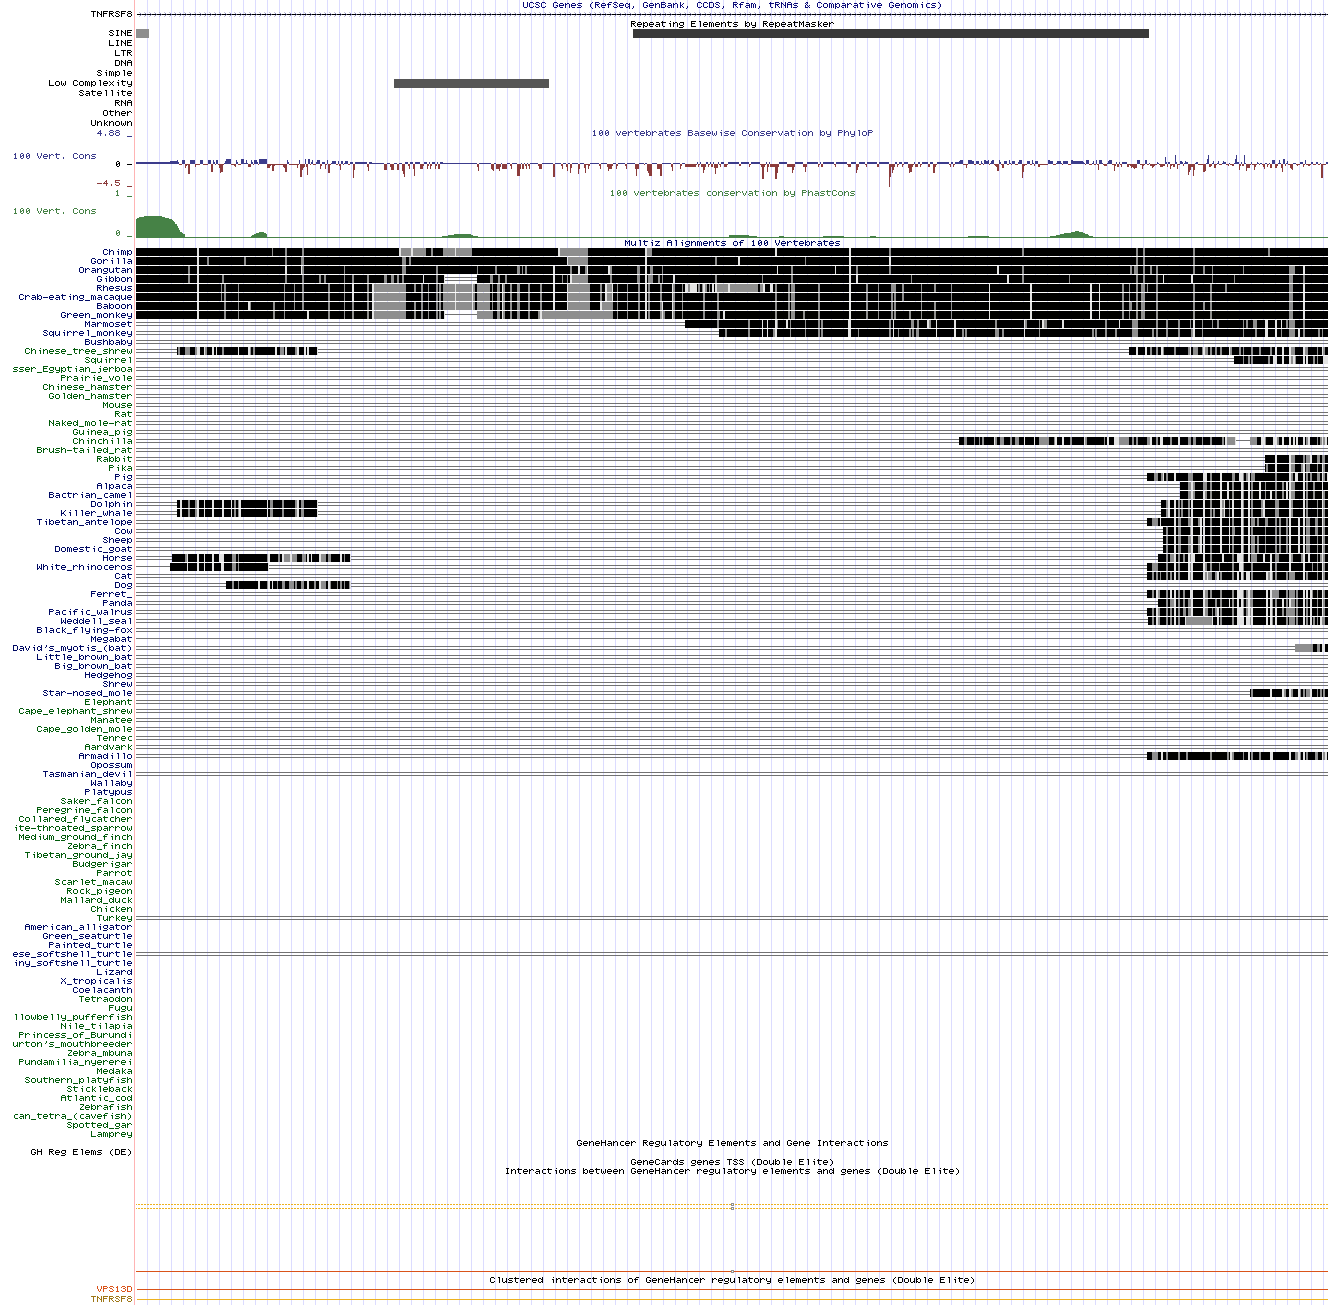 UCSC Genes (RefSeq, GenBank, CCDS, Rfam, tRNAs & Comparative Genomics)
TNFRSF8
Repeating Elements by RepeatMasker
SINE
LINE
LTR
DNA
Simple
Low Complexity
Satellite
RNA
Other
Unknown
4.88 _
100 vertebrates Basewise Conservation by PhyloP
100 Vert. Cons
0 -
-4.5 _
1 _
100 vertebrates conservation by PhastCons
100 Vert. Cons
0 _
Multiz Alignments of 100 Vertebrates
Chimp
Gorilla
Orangutan
Gibbon
Rhesus
Crab-eating_macaque
Baboon
Green_monkey
Marmoset
Squirrel_monkey
Bushbaby
Chinese_tree_shrew
Squirrel
sser_Egyptian_jerboa
Prairie_vole
Chinese_hamster
Golden_hamster
Mouse
Rat
Naked_mole-rat
Guinea_pig
Chinchilla
Brush-tailed_rat
Rabbit
Pika
Pig
Alpaca
Bactrian_camel
Dolphin
Killer_whale
Tibetan_antelope
Cow
Sheep
Domestic_goat
Horse
White_rhinoceros
Cat
Dog
Ferret_
Panda
Pacific_walrus
Weddell_seal
Black_flying-fox
Megabat
David's_myotis_(bat)
Little_brown_bat
Big_brown_bat
Hedgehog
Shrew
Star-nosed_mole
Elephant
Cape_elephant_shrew
Manatee
Cape_golden_mole
Tenrec
Aardvark
Armadillo
Opossum
Tasmanian_devil
Wallaby
Platypus
Saker_falcon
Peregrine_falcon
Collared_flycatcher
ite-throated_sparrow
Medium_ground_finch
Zebra_finch
Tibetan_ground_jay
Budgerigar
Parrot
Scarlet_macaw
Rock_pigeon
Mallard_duck
Chicken
Turkey
American_alligator
Green_seaturtle
Painted_turtle
ese_softshell_turtle
iny_softshell_turtle
Lizard
X_tropicalis
Coelacanth
Tetraodon
Fugu
llowbelly_pufferfish
Nile_tilapia
Princess_of_Burundi
urton's_mouthbreeder
Zebra_mbuna
Pundamilia_nyererei
Medaka
Southern_platyfish
Stickleback
Atlantic_cod
Zebrafish
can_tetra_(cavefish)
Spotted_gar
Lamprey
GeneHancer Regulatory Elements and Gene Interactions
GH Reg Elems (DE)
GeneCards genes TSS (Double Elite)
Interactions between GeneHancer regulatory elements and genes (Double Elite)
Clustered interactions of GeneHancer regulatory elements and genes (Double Elite)
VPS13D
TNFRSF8